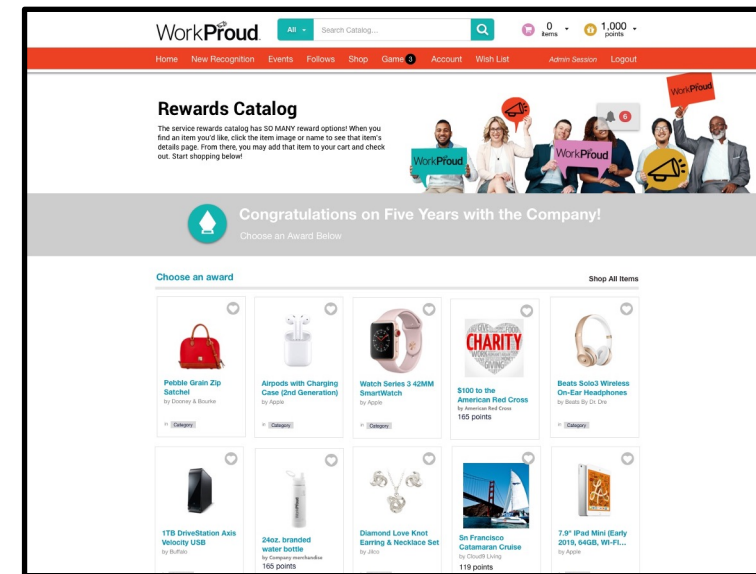 WorkProud.
All
Search Catalog...
0
items
1,000
points
Home New Recognition Events Follows Shop Game 3 Account Wish List Admin Session Logout
Rewards Catalog
The service rewards catalog has SO MANY reward options! When you
find an item you'd like, click the item image or name to see that item's
details page. From there, you may add that item to your cart and check
out. Start shopping below!
WorkProud
WorkProud
WorkProud
6
Congratulations on Five Years with the Company!
Choose an Award Below
Choose an award
Shop All Items
Pebble Grain Zip
Satchel
by Dooney & Bourke
in Category
Airpods with Charging
Case (2nd Generation)
by Apple
in Category
Watch Series 3 42MM
SmartWatch
by Apple
in Category
CHARITY
WORK
GIVING
$100 to the
American Red Cross
by American Red Cross
165 points
Beats Solo3 Wireless
On-Ear Headphones
by Beats By Dr. Dre
in Category
1TB DriveStation Axis
Velocity USB
by Buffalo
WorkProud
24oz. branded
water bottle
by Company merchandise
165 points
Diamond Love Knot
Earring & Necklace Set
by Jilco
Sn Francisco
Catamaran Cruise
by Cloud9 Living
119 points
7.9" IPad Mini (Early
2019, 64GB, WI-FI...
by Apple